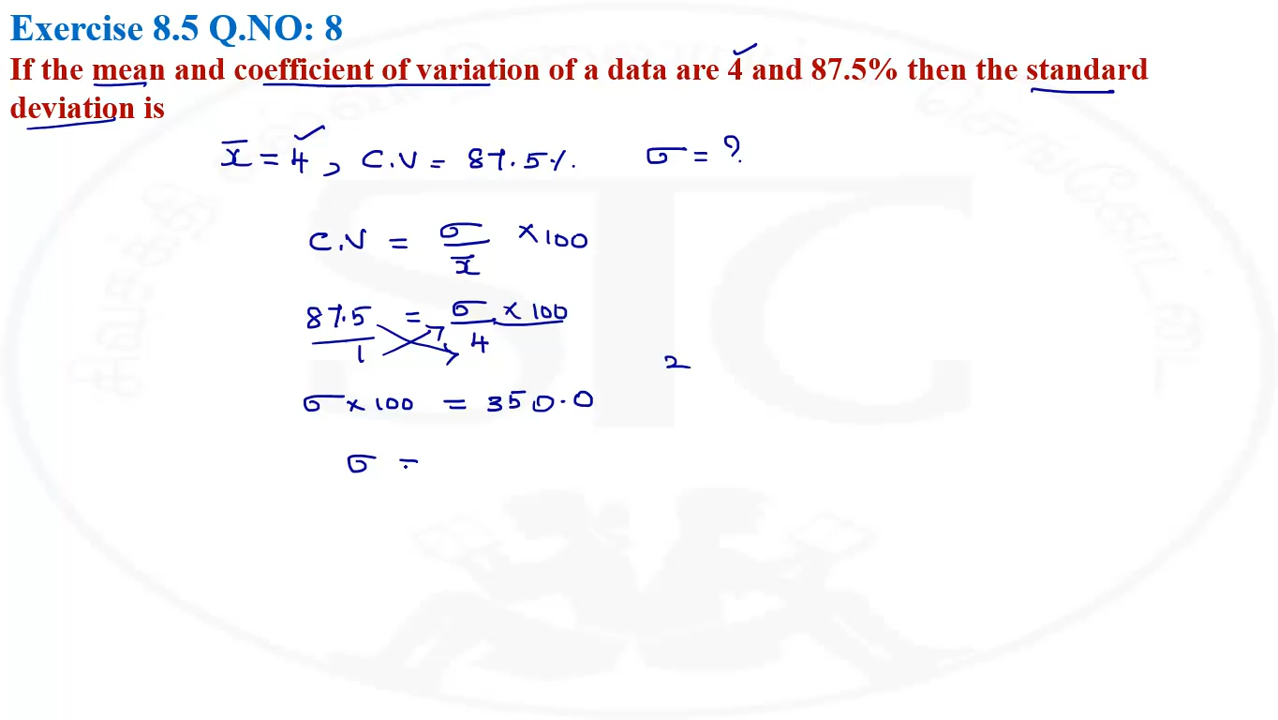 Exercise 8.5 Q.NO: 8
If the mean and coefficient of variation of a data are 4 and 87.5% then the standard
deviation is
x̄ = 4 , C.V = 87.5%. σ = ?
C.V = σ/x̄ × 100
87.5/1 = σ × 100/4
2
σ × 100 = 350.0
σ =
STC